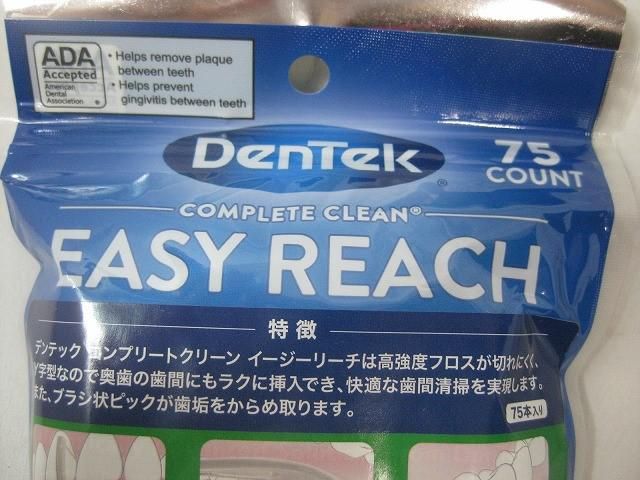 ADA
Accepted
American
Dental
Association ®
• Helps remove plaque
between teeth
• Helps prevent
gingivitis between teeth
DenTek®
75
COUNT
COMPLETE CLEAN®
EASY REACH
特徴
デンテック コンプリートクリーン イージーリーチは高強度フロスが切れにくく、
Y字型なので奥歯の歯間にもラクに挿入でき、快適な歯間清掃を実現します。
また、ブラシ状ピックが歯垢をからめ取ります。
75本入り